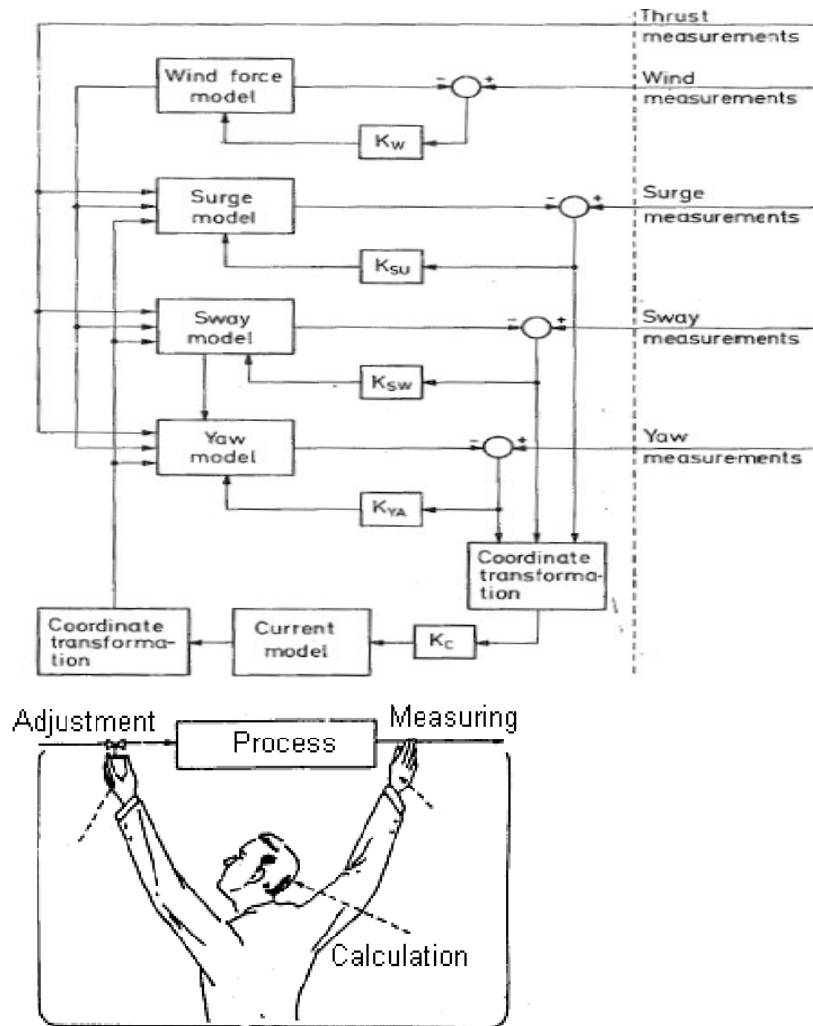 Thrust
measurements
Wind force
model
-
+
Wind
measurements
K_W
Surge
model
-
+
Surge
measurements
K_SU
Sway
model
-
+
Sway
measurements
K_SW
Yaw
model
-
+
Yaw
measurements
K_YA
Coordinate
transforma-
tion
Coordinate
transforma-
tion
Current
model
K_C
Adjustment
Process
Measuring
Calculation